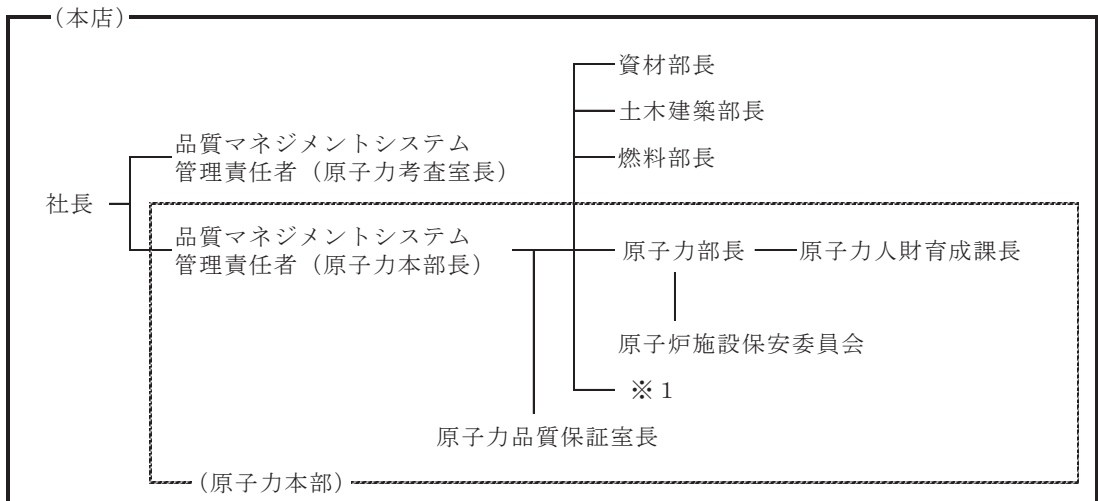 (本店)
資材部長
土木建築部長
燃料部長
品質マネジメントシステム
管理責任者（原子力考査室長）
社長
品質マネジメントシステム
管理責任者（原子力本部長）
原子力部長
原子力人財育成課長
原子炉施設保安委員会
※1
原子力品質保証室長
(原子力本部)